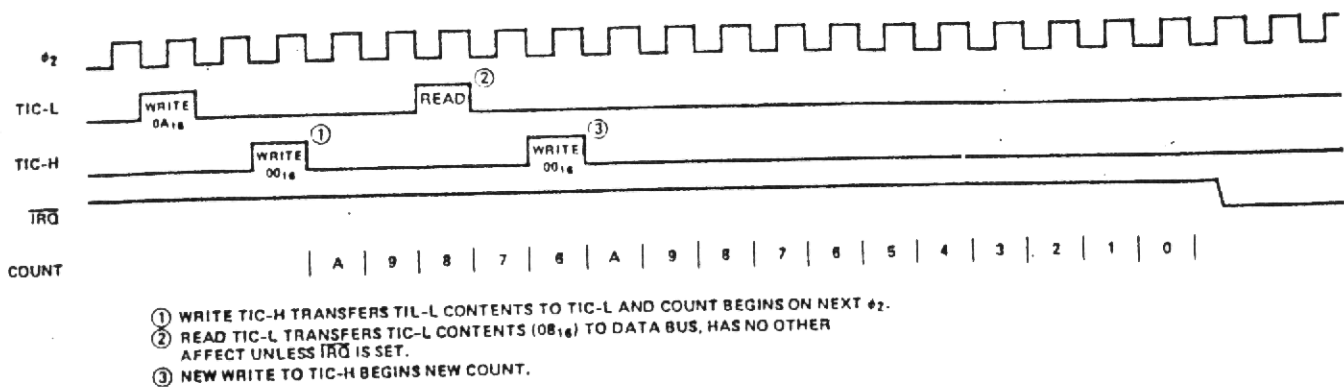 ϕ2
TIC-L WRITE 0A16 READ ②
TIC-H WRITE 0016 ① WRITE 0016 ③
IRQ
COUNT | A | 9 | 8 | 7 | 6 | A | 9 | 8 | 7 | 6 | 5 | 4 | 3 | 2 | 1 | 0 |
① WRITE TIC-H TRANSFERS TIL-L CONTENTS TO TIC-L AND COUNT BEGINS ON NEXT ϕ2.
② READ TIC-L TRANSFERS TIC-L CONTENTS (0816) TO DATA BUS, HAS NO OTHER
AFFECT UNLESS IRQ IS SET.
③ NEW WRITE TO TIC-H BEGINS NEW COUNT.